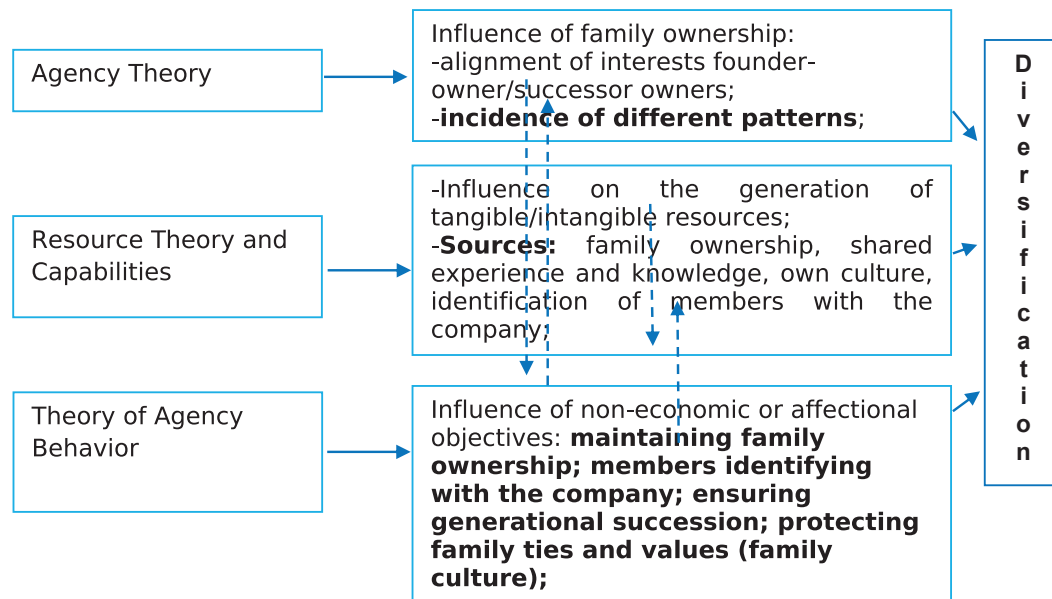 Agency Theory
Influence of family ownership:
-alignment of interests founder-
owner/successor owners;
-incidence of different patterns;
Resource Theory and
Capabilities
-Influence on the generation of
tangible/intangible resources;
-Sources: family ownership, shared
experience and knowledge, own culture,
identification of members with the
company;
Theory of Agency
Behavior
Influence of non-economic or affectional
objectives: maintaining family
ownership; members identifying
with the company; ensuring
generational succession; protecting
family ties and values (family
culture);
Diversification